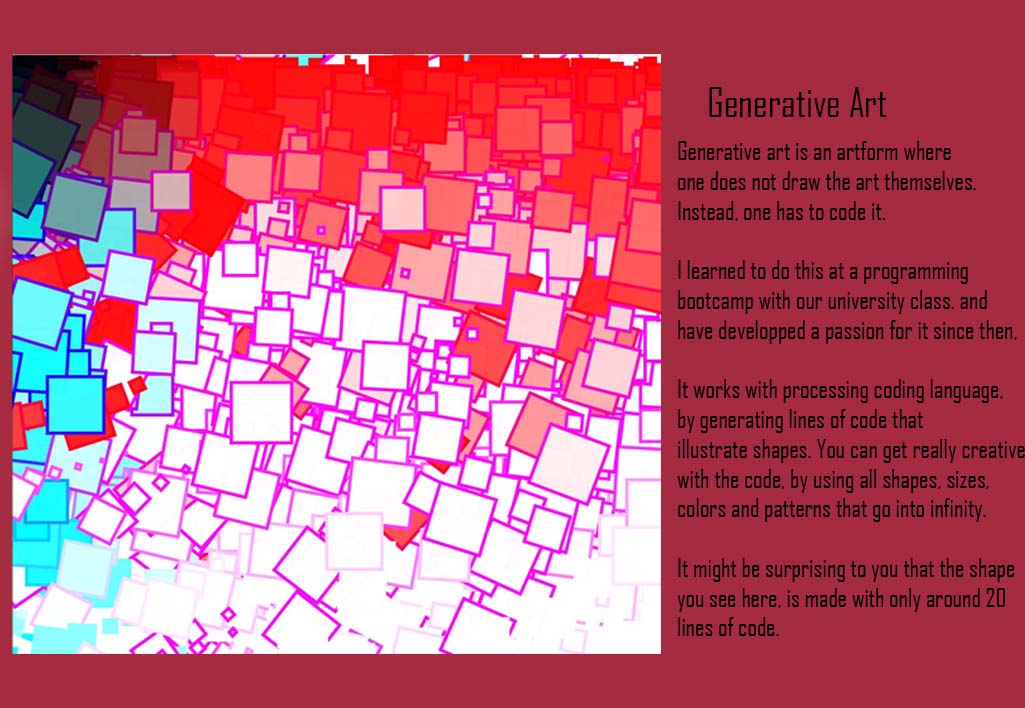 Generative Art
Generative art is an artform where
one does not draw the art themselves.
Instead, one has to code it.
I learned to do this at a programming
bootcamp with our university class. and
have developped a passion for it since then,
It works with processing coding language,
by generating lines of code that
illustrate shapes. You can get really creative
with the code, by using all shapes, sizes,
colors and patterns that go into infinity.
It might be surprising to you that the shape
you see here, is made with only around 20
lines of code.